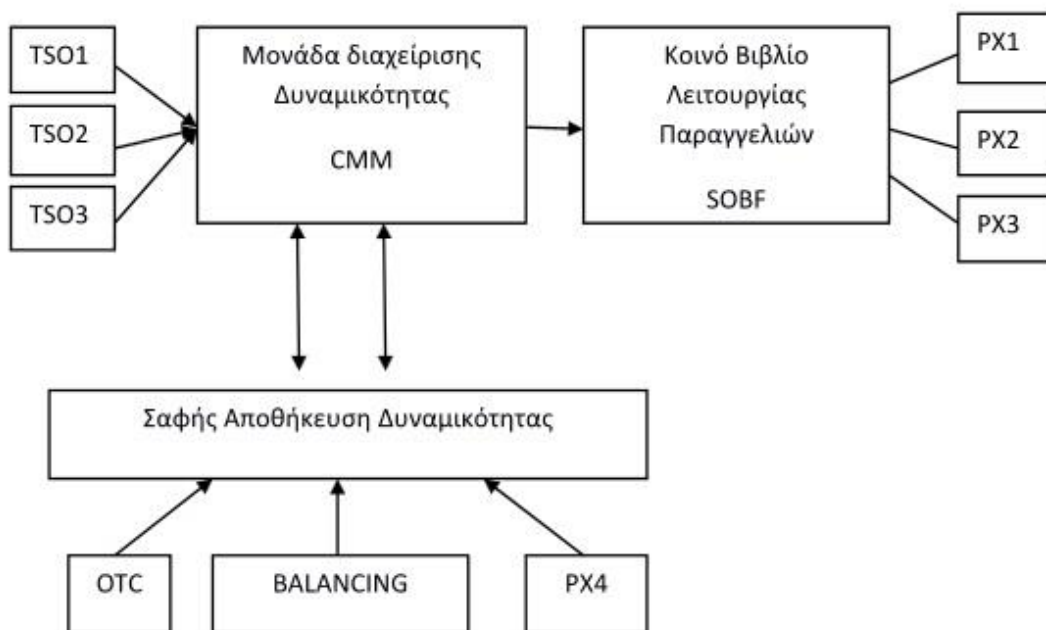 TSO1
TSO2
TSO3
Μονάδα διαχείρισης
Δυναμικότητας
CMM
Κοινό Βιβλίο
Λειτουργίας
Παραγγελιών
SOBF
PX1
PX2
PX3
Σαφής Αποθήκευση Δυναμικότητας
OTC
BALANCING
PX4